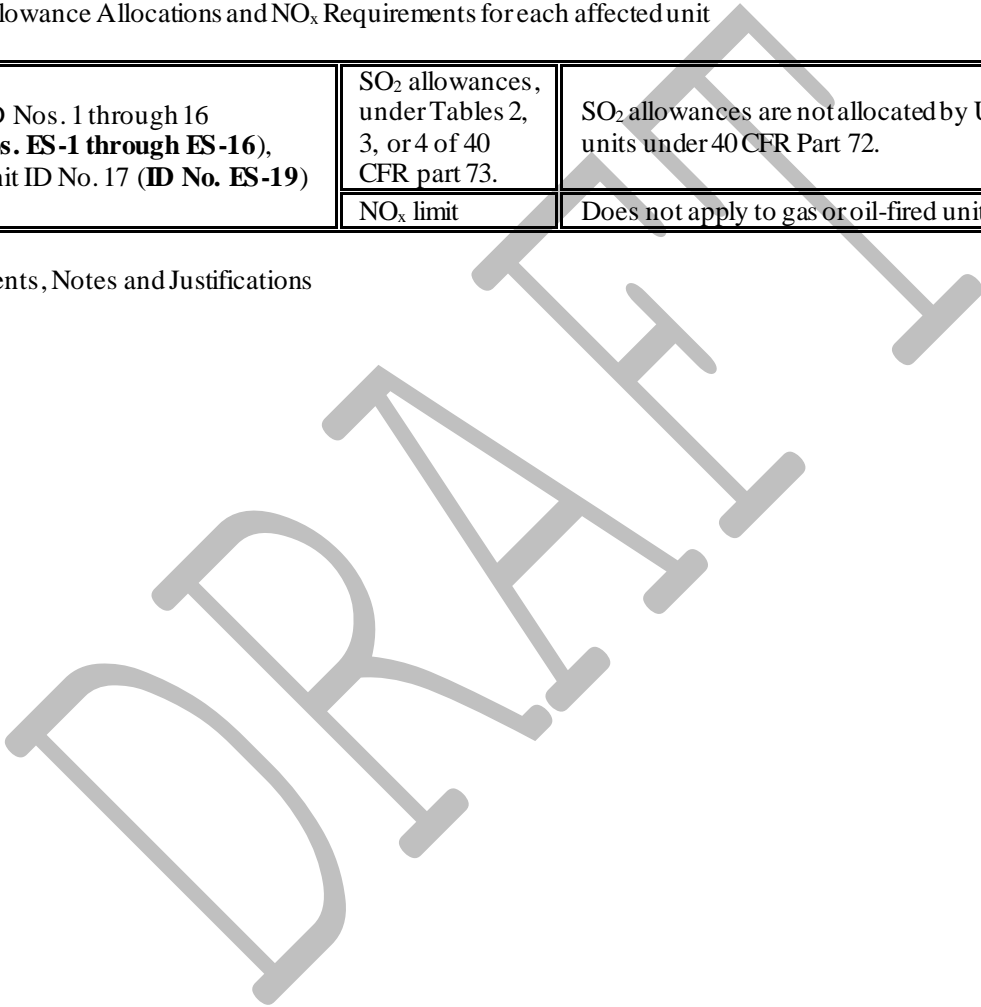 lowance Allocations and NOₓ Requirements for each affected unit
D Nos. 1 through 16
s. ES-1 through ES-16),
nit ID No. 17 (ID No. ES-19)
SO₂ allowances,
under Tables 2,
3, or 4 of 40
CFR part 73.
SO₂ allowances are not allocated by U
units under 40 CFR Part 72.
NOₓ limit
Does not apply to gas or oil-fired unit
ents, Notes and Justifications
DRAFT